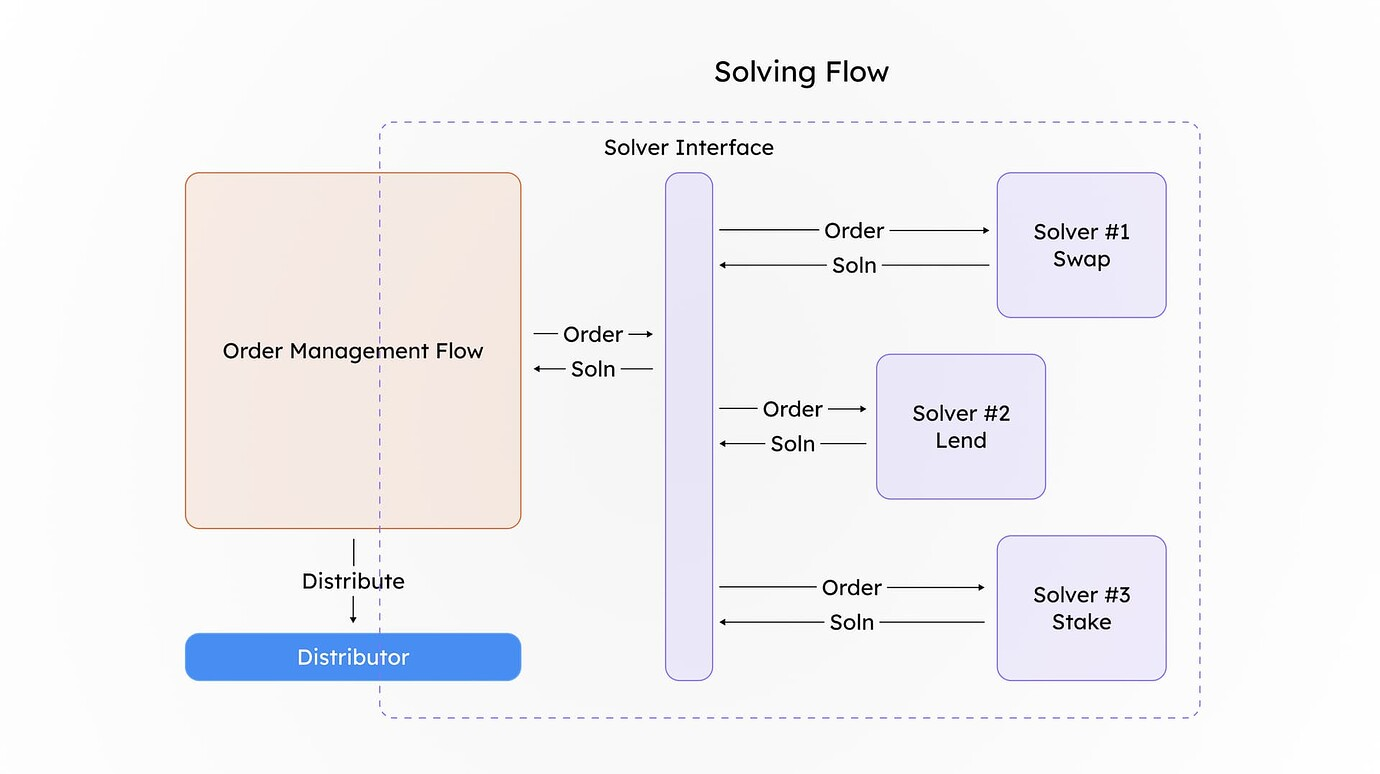 Solving Flow
Solver Interface
Order
Soln
Solver #1
Swap
Order Management Flow
Order
Soln
Order
Soln
Solver #2
Lend
Distribute
Distributor
Order
Soln
Solver #3
Stake